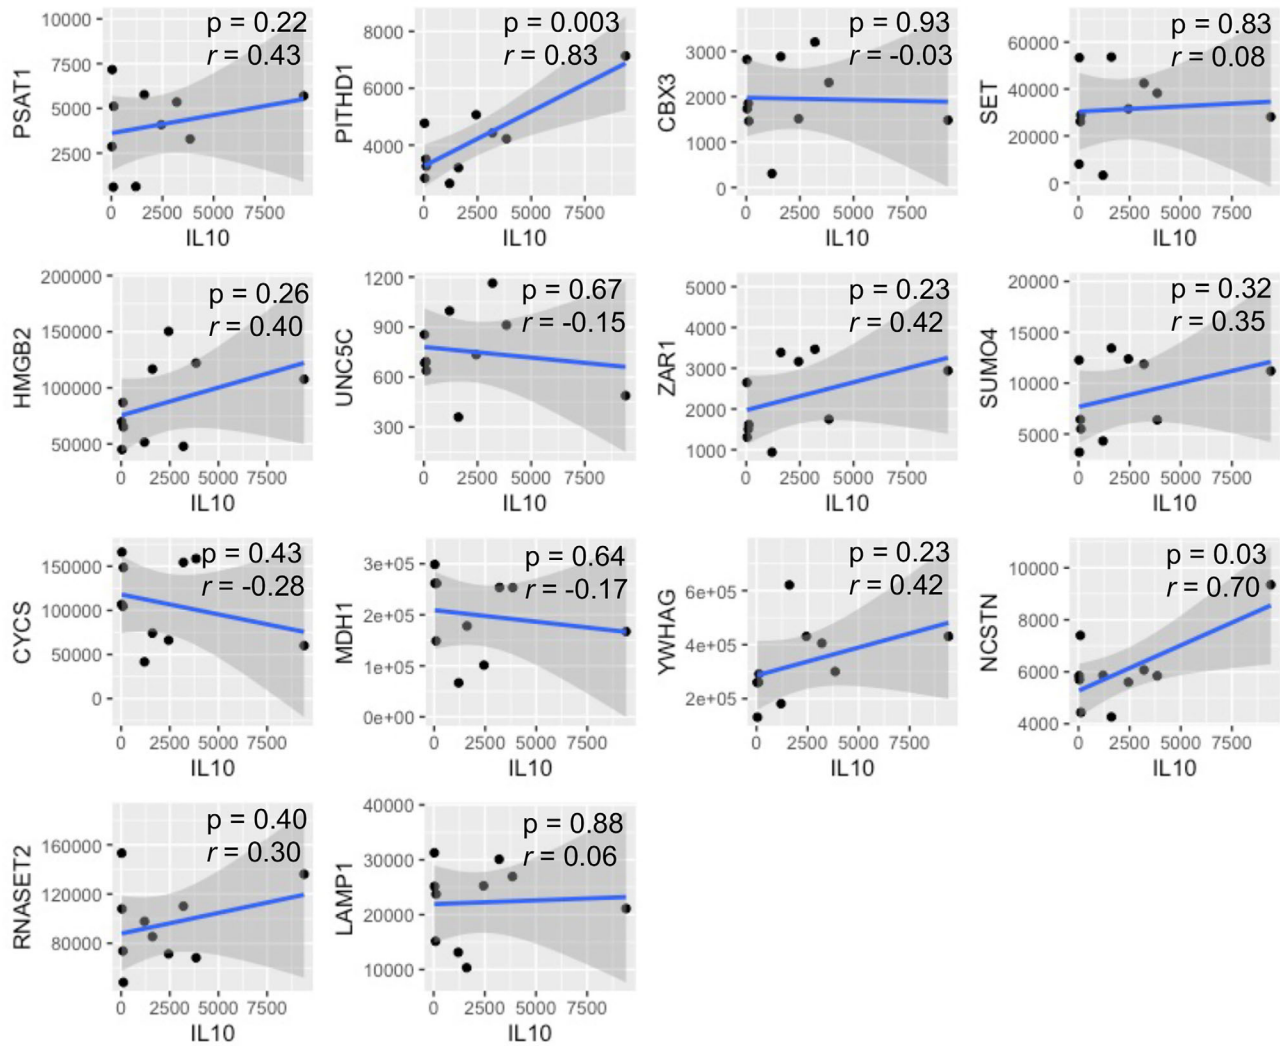 p = 0.22
r = 0.43
10000
7500
5000
2500
PSAT1
0 2500 5000 7500
IL10
p = 0.003
r = 0.83
8000
6000
4000
PITHD1
0 2500 5000 7500
IL10
p = 0.93
r = -0.03
3000
2000
1000
0
CBX3
0 2500 5000 7500
IL10
p = 0.83
r = 0.08
60000
40000
20000
0
SET
0 2500 5000 7500
IL10
p = 0.26
r = 0.40
200000
150000
100000
50000
HMGB2
0 2500 5000 7500
IL10
p = 0.67
r = -0.15
1200
900
600
300
UNC5C
0 2500 5000 7500
IL10
p = 0.23
r = 0.42
5000
4000
3000
2000
1000
ZAR1
0 2500 5000 7500
IL10
p = 0.32
r = 0.35
20000
15000
10000
5000
SUMO4
0 2500 5000 7500
IL10
p = 0.43
r = -0.28
150000
100000
50000
0
CYCS
0 2500 5000 7500
IL10
p = 0.64
r = -0.17
3e+05
2e+05
1e+05
0e+00
MDH1
0 2500 5000 7500
IL10
p = 0.23
r = 0.42
6e+05
4e+05
2e+05
YWHAG
0 2500 5000 7500
IL10
p = 0.03
r = 0.70
10000
8000
6000
4000
NCSTN
0 2500 5000 7500
IL10
p = 0.40
r = 0.30
160000
120000
80000
RNASET2
0 2500 5000 7500
IL10
p = 0.88
r = 0.06
40000
30000
20000
10000
LAMP1
0 2500 5000 7500
IL10